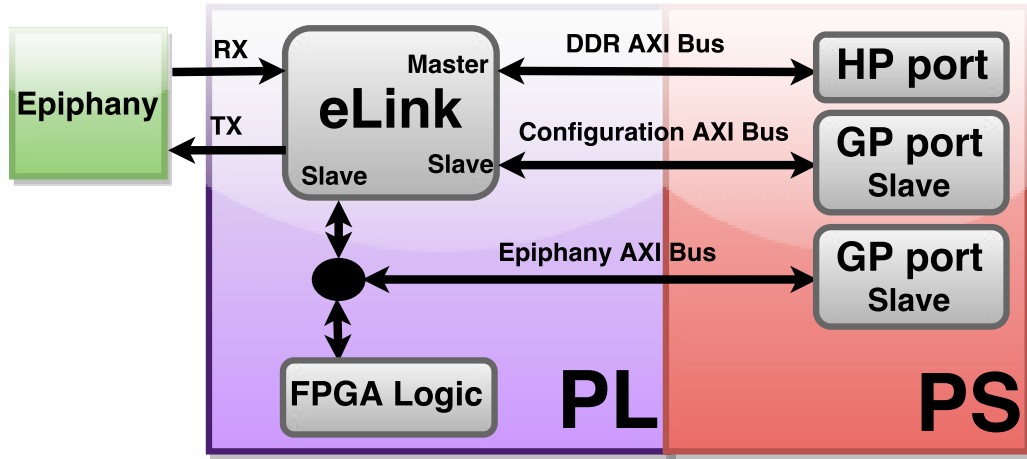 RX
Epiphany
TX
Master
eLink
Slave
Slave
DDR AXI Bus
HP port
Configuration AXI Bus
GP port
Slave
Epiphany AXI Bus
GP port
Slave
FPGA Logic
PL
PS